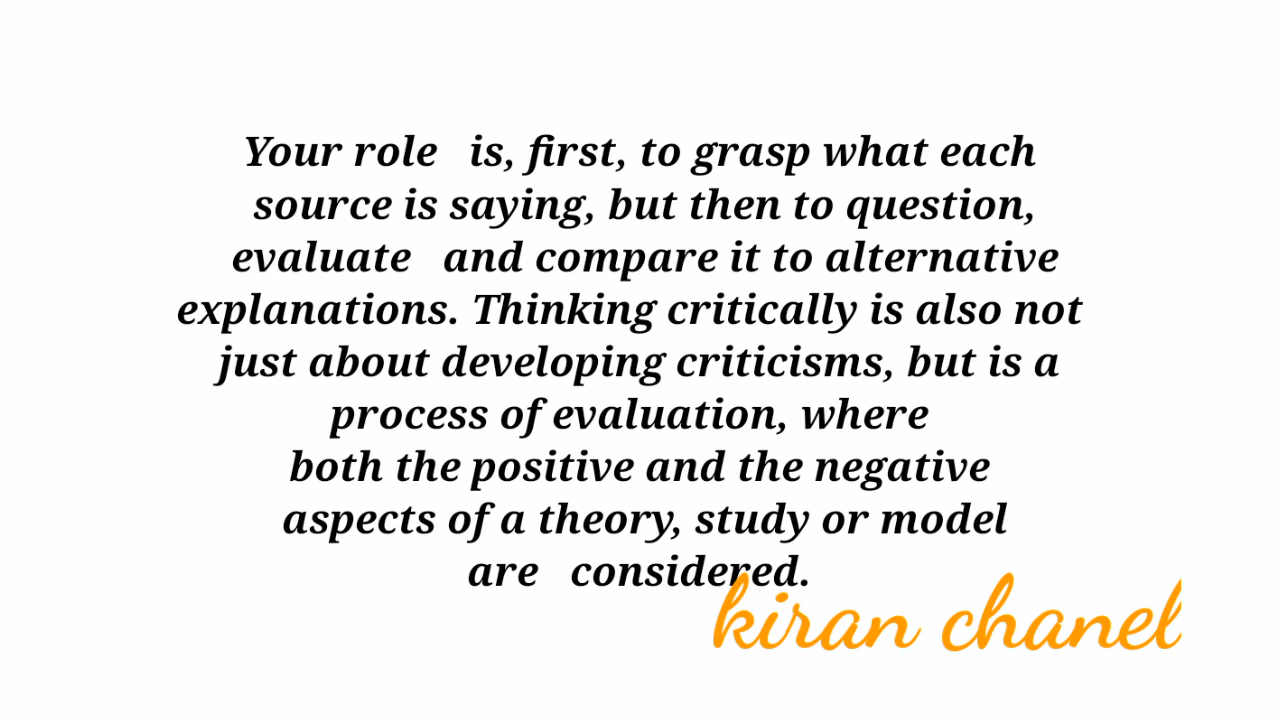 Your role is, first, to grasp what each
source is saying, but then to question,
evaluate and compare it to alternative
explanations. Thinking critically is also not
just about developing criticisms, but is a
process of evaluation, where
both the positive and the negative
aspects of a theory, study or model
are considered.
kiran chanel